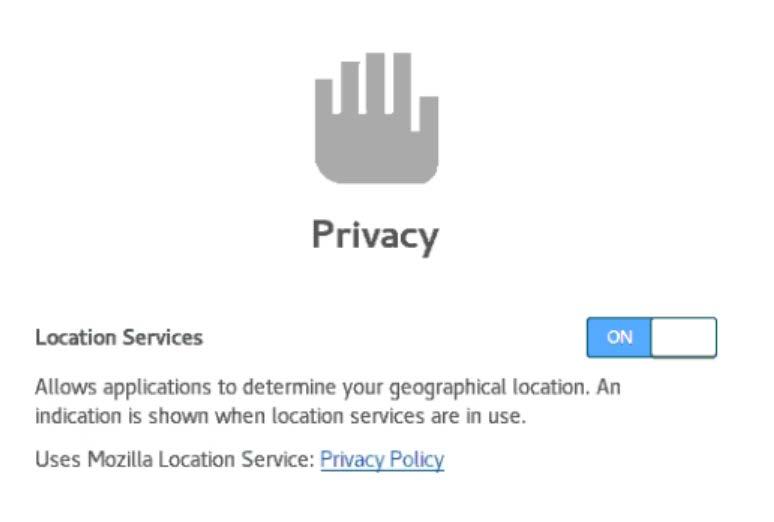 Privacy
Location Services
ON
Allows applications to determine your geographical location. An
indication is shown when location services are in use.
Uses Mozilla Location Service: Privacy Policy